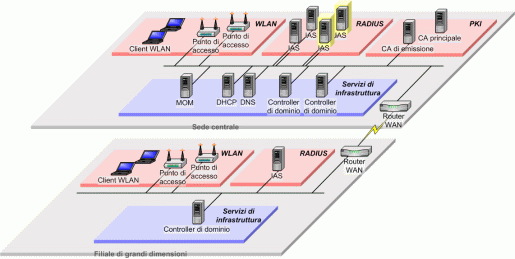 WLAN
RADIUS
PKI
Client WLAN
Punto di
accesso
Punto di
accesso
IAS
IAS
IAS
IAS
CA principale
CA di emissione
Servizi di
infrastruttura
MOM
DHCP
DNS
Controller
di dominio
Controller
di dominio
Sede centrale
Router
WAN
WLAN
RADIUS
Client WLAN
Punto di
accesso
Punto di
accesso
IAS
Router
WAN
Servizi di
infrastruttura
Controller di dominio
Filiale di grandi dimensioni